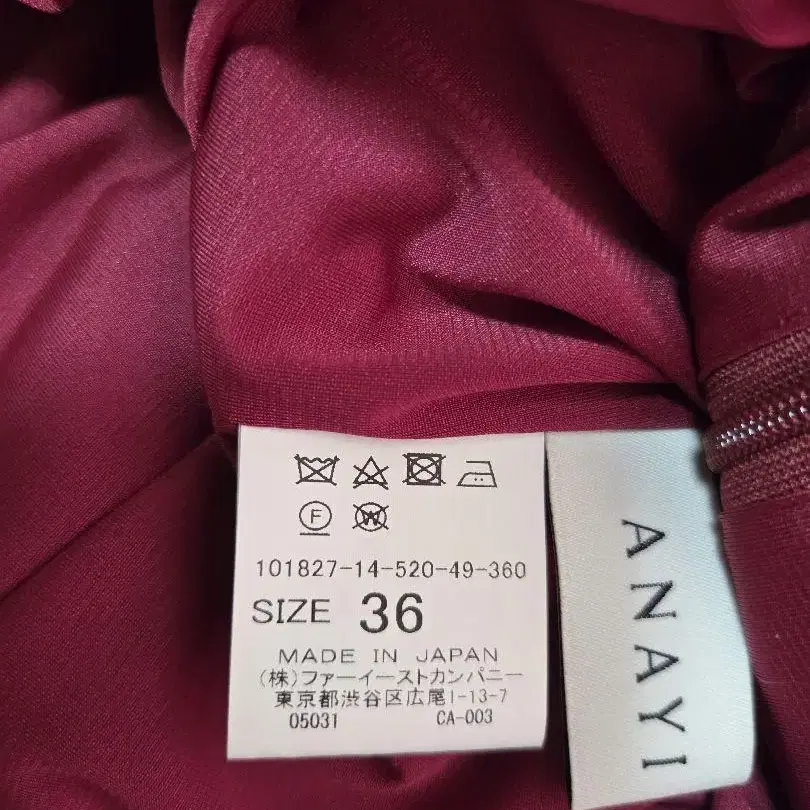 F
W
101827-14-520-49-360
SIZE 36
MADE IN JAPAN
(株)ファーイーストカンパニー
東京都渋谷区広尾1-13-7
05031 CA-003
ANAYI